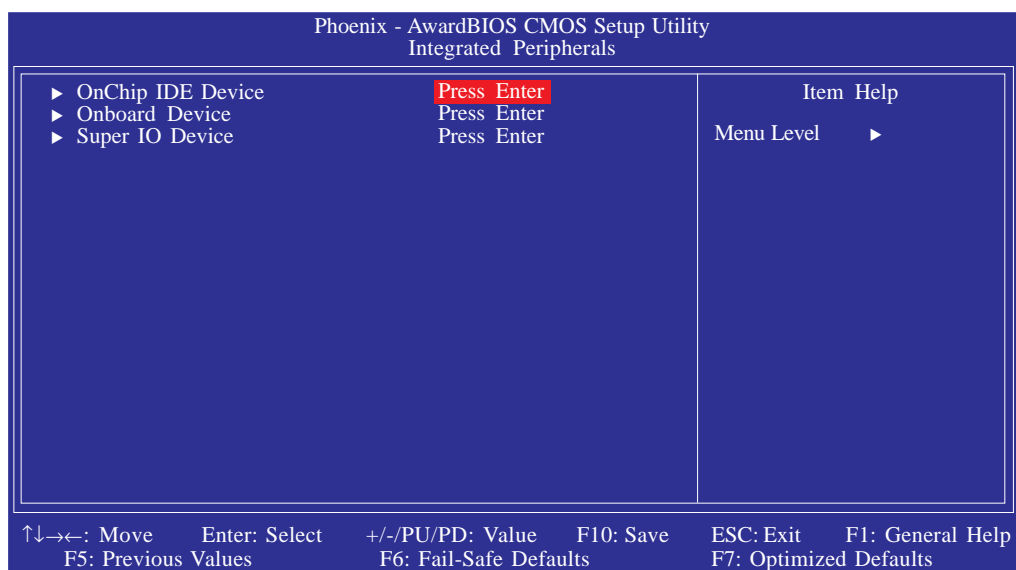 Phoenix - AwardBIOS CMOS Setup Utility
Integrated Peripherals
▶ OnChip IDE Device Press Enter
▶ Onboard Device Press Enter
▶ Super IO Device Press Enter
Item Help
Menu Level ▶
↑↓→←: Move Enter: Select +/-/PU/PD: Value F10: Save ESC: Exit F1: General Help
F5: Previous Values F6: Fail-Safe Defaults F7: Optimized Defaults